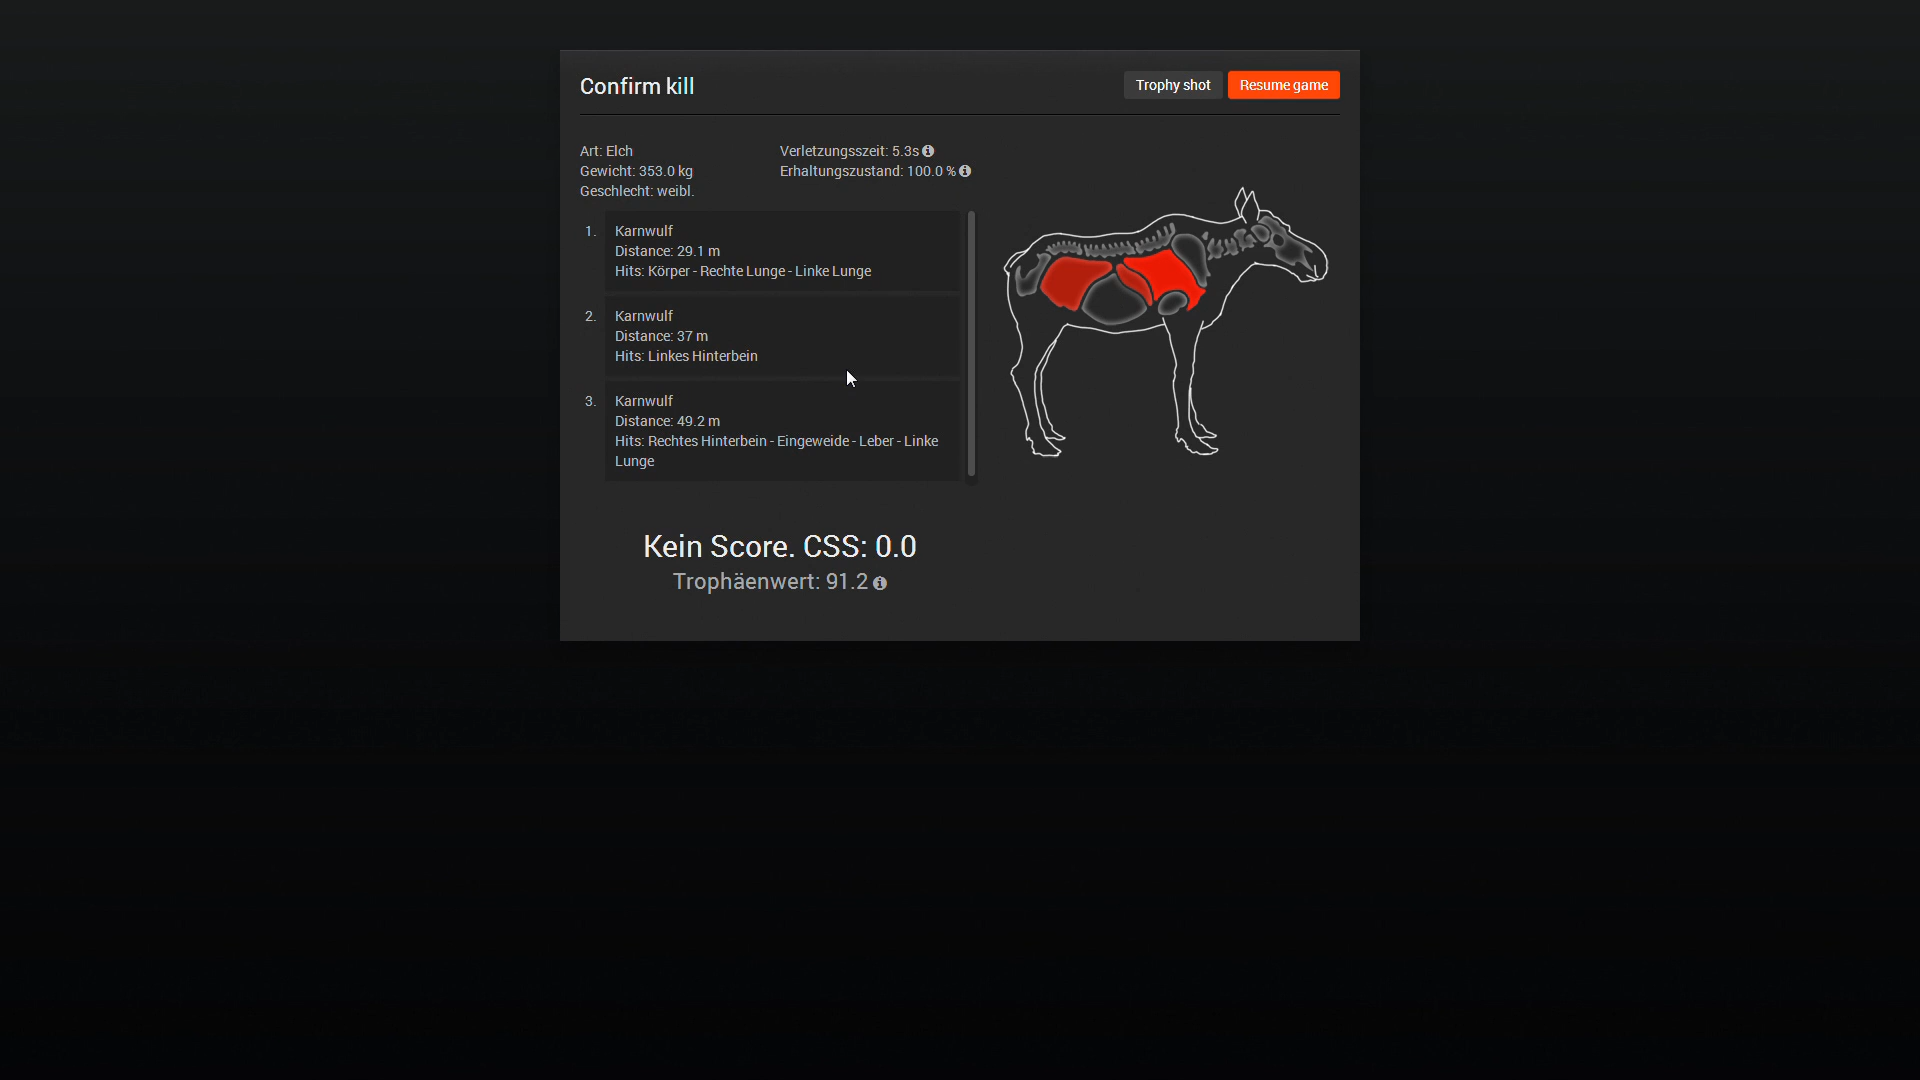 Confirm kill
Trophy shot
Resume game
Art: Elch
Gewicht: 353.0 kg
Geschlecht: weibl.
Verletzungsszeit: 5.3s
Erhaltungszustand: 100.0 %
1.
Karnwulf
Distance: 29.1 m
Hits: Körper - Rechte Lunge - Linke Lunge
2.
Karnwulf
Distance: 37 m
Hits: Linkes Hinterbein
3.
Karnwulf
Distance: 49.2 m
Hits: Rechtes Hinterbein - Eingeweide - Leber - Linke
Lunge
Kein Score. CSS: 0.0
Trophäenwert: 91.2